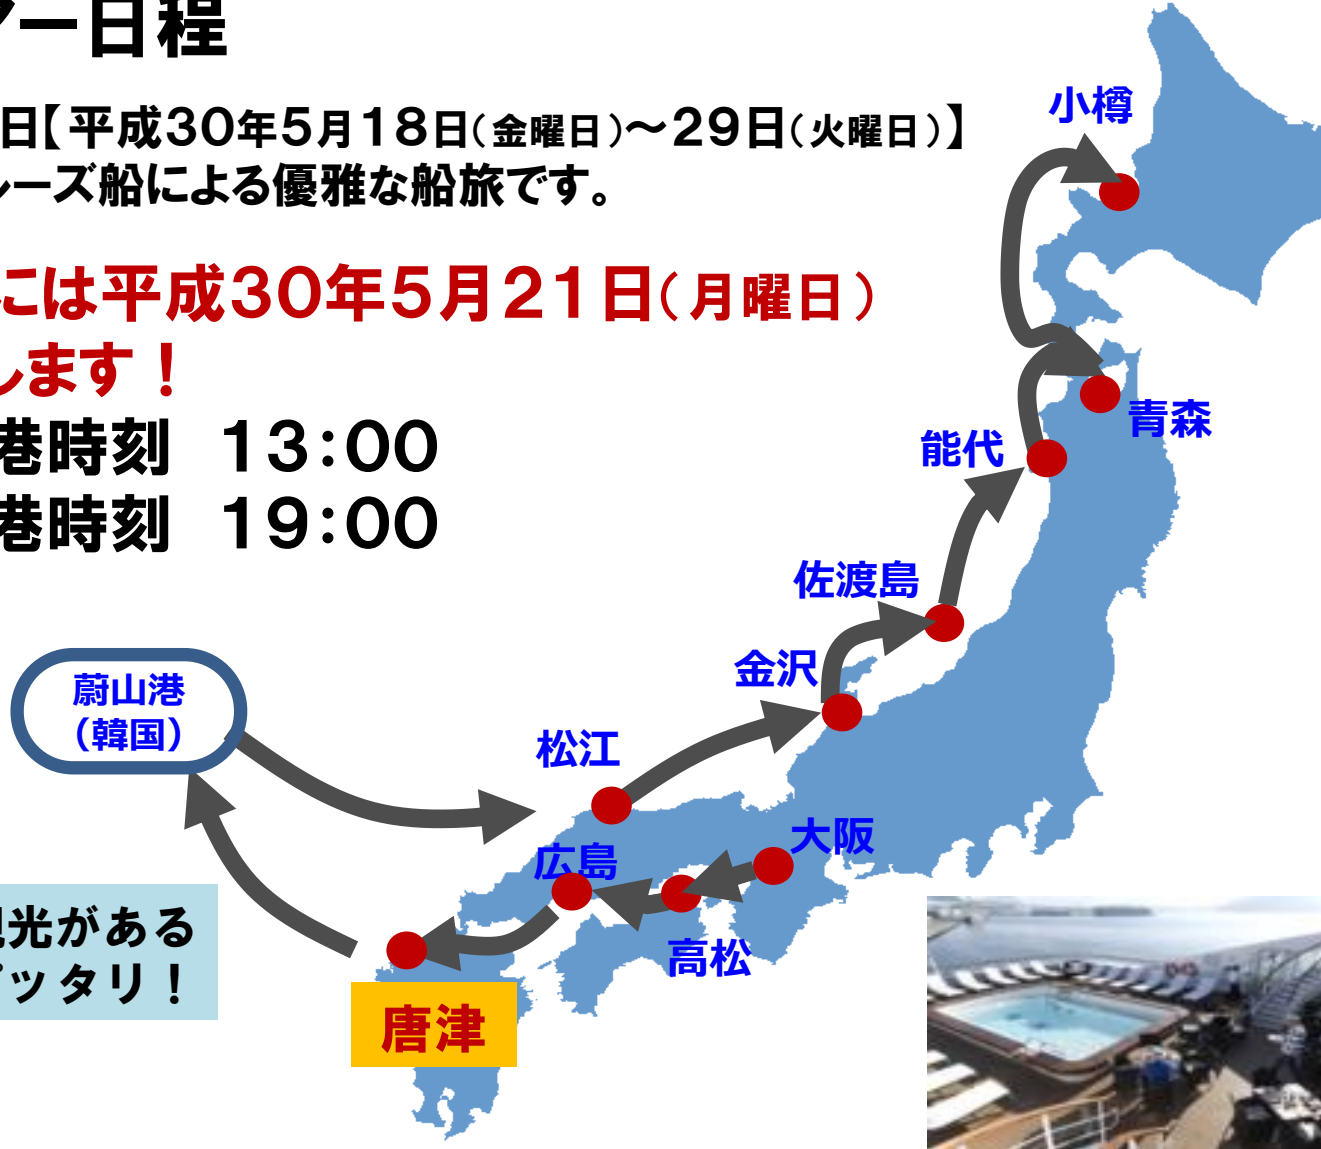 ー日程
日【平成30年5月18日(金曜日)～29日(火曜日)】
ーズ船による優雅な船旅です。
には平成30年5月21日(月曜日)
します！
港時刻　13：00
港時刻　19：00
小樽
青森
能代
佐渡島
金沢
蔚山港
（韓国）
松江
大阪
広島
高松
光がある
ッタリ！
唐津